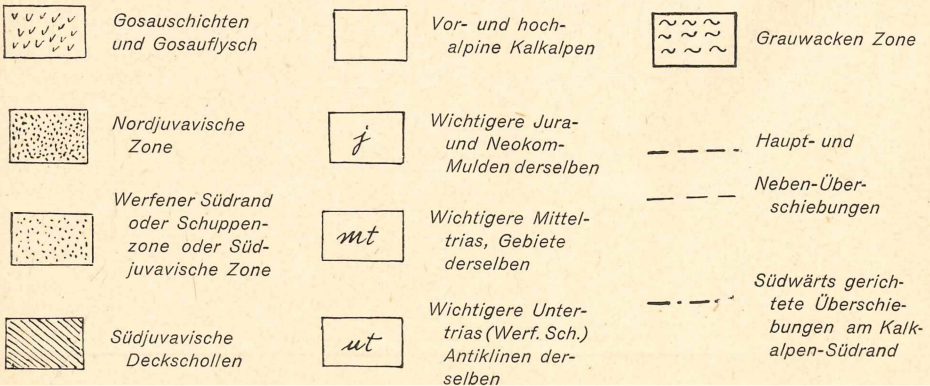 Gosauschichten
und Gosauflysch
Nordjuvavische
Zone
Werfener Südrand
oder Schuppen-
zone oder Süd-
juvavische Zone
Südjuvavische
Deckschollen
Vor- und hoch-
alpine Kalkalpen
j
Wichtigere Jura-
und Neokom-
Mulden derselben
mt
Wichtigere Mittel-
trias, Gebiete
derselben
ut
Wichtigere Unter-
trias (Werf. Sch.)
Antiklinen der-
selben
Grauwacken Zone
Haupt- und
Neben-Über-
schiebungen
Südwärts gerich-
tete Überschie-
bungen am Kalk-
alpen-Südrand